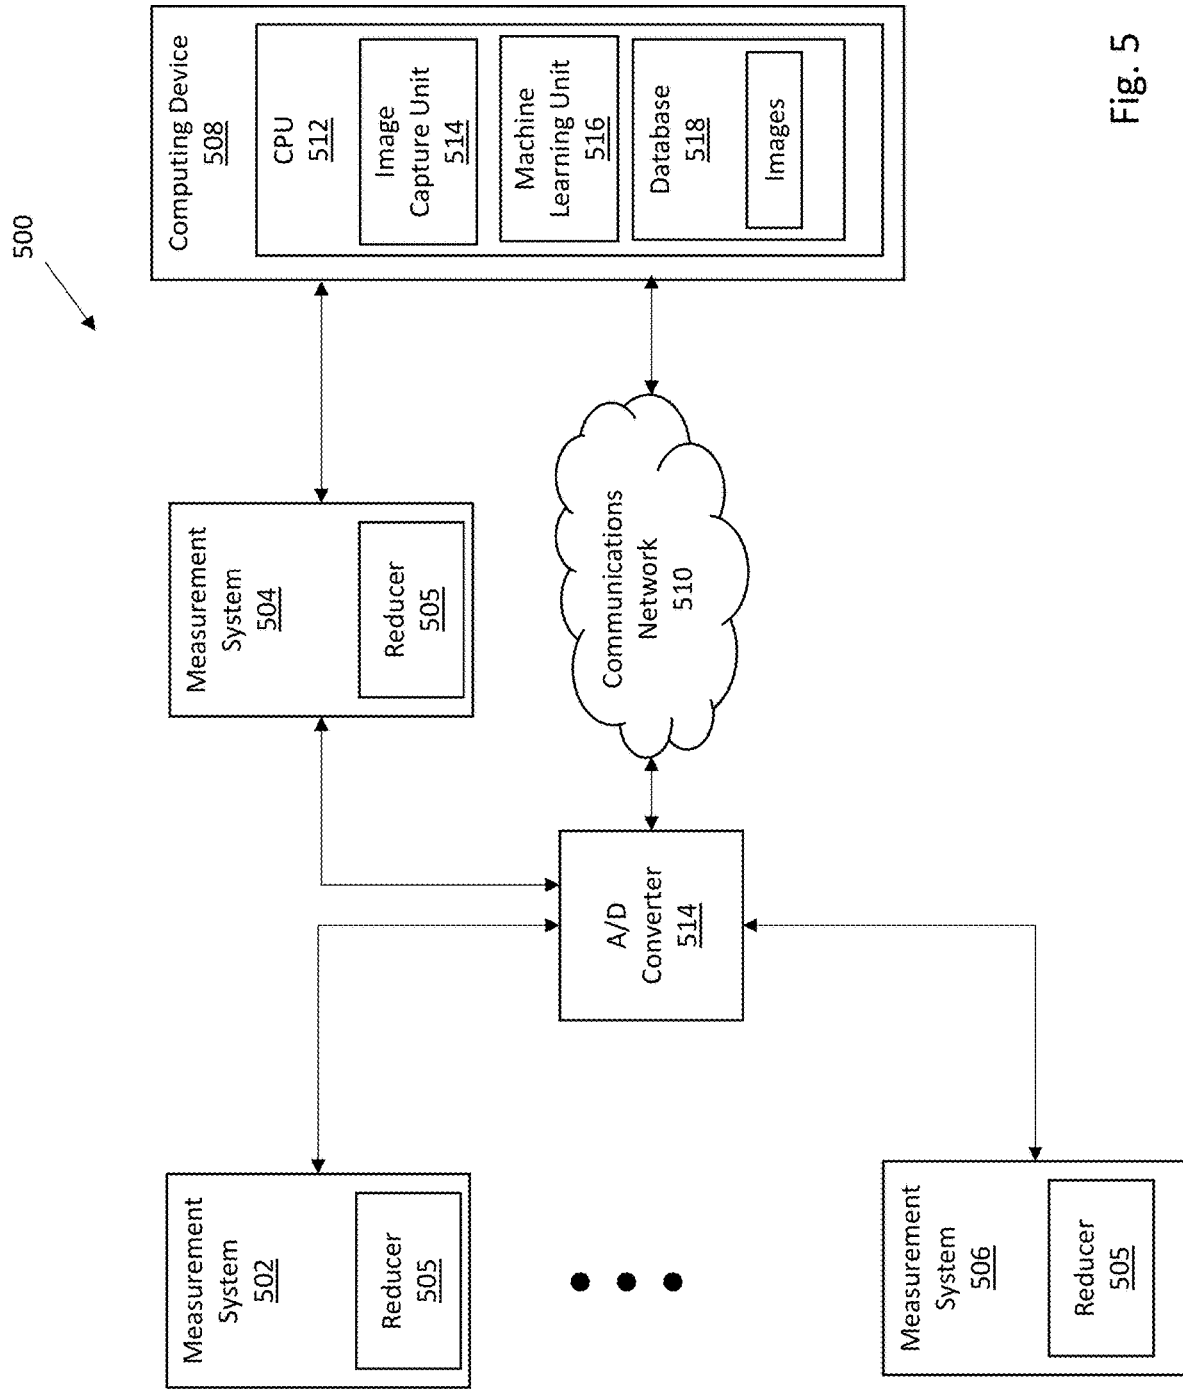 500
Computing Device
508
CPU
512
Image
Capture Unit
514
Machine
Learning Unit
516
Database
518
Images
Measurement
System
504
Reducer
505
Communications
Network
510
A/D
Converter
514
Measurement
System
502
Reducer
505
Measurement
System
506
Reducer
505
Fig. 5